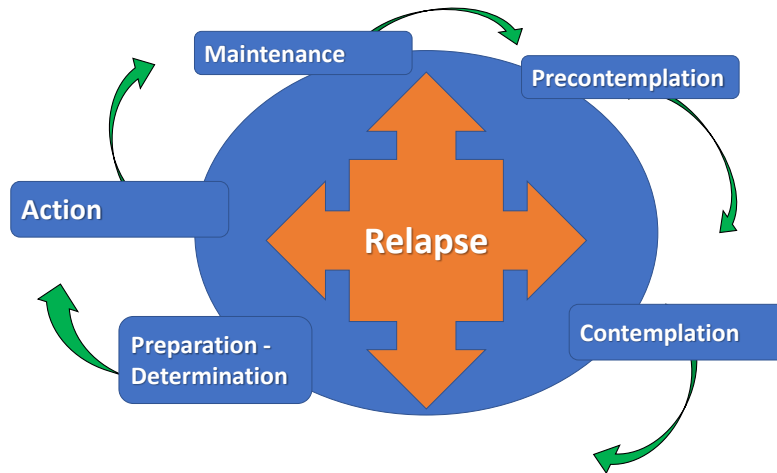 Maintenance
Precontemplation
Action
Relapse
Contemplation
Preparation -
Determination